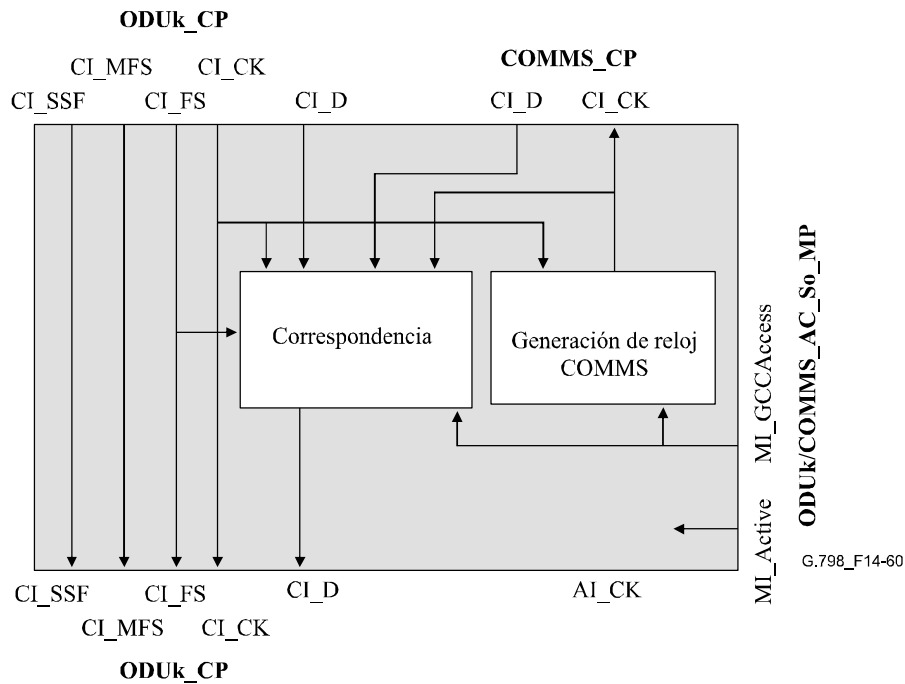 ODUk_CP
CI_MFS CI_CK
COMMS_CP
CI_SSF CI_FS CI_D CI_D CI_CK
Correspondencia
Generación de reloj
COMMS
MI_GCCAccess
ODUk/COMMS_AC_So_MP
MI_Active
G.798_F14-60
CI_SSF CI_FS CI_D AI_CK
CI_MFS CI_CK
ODUk_CP